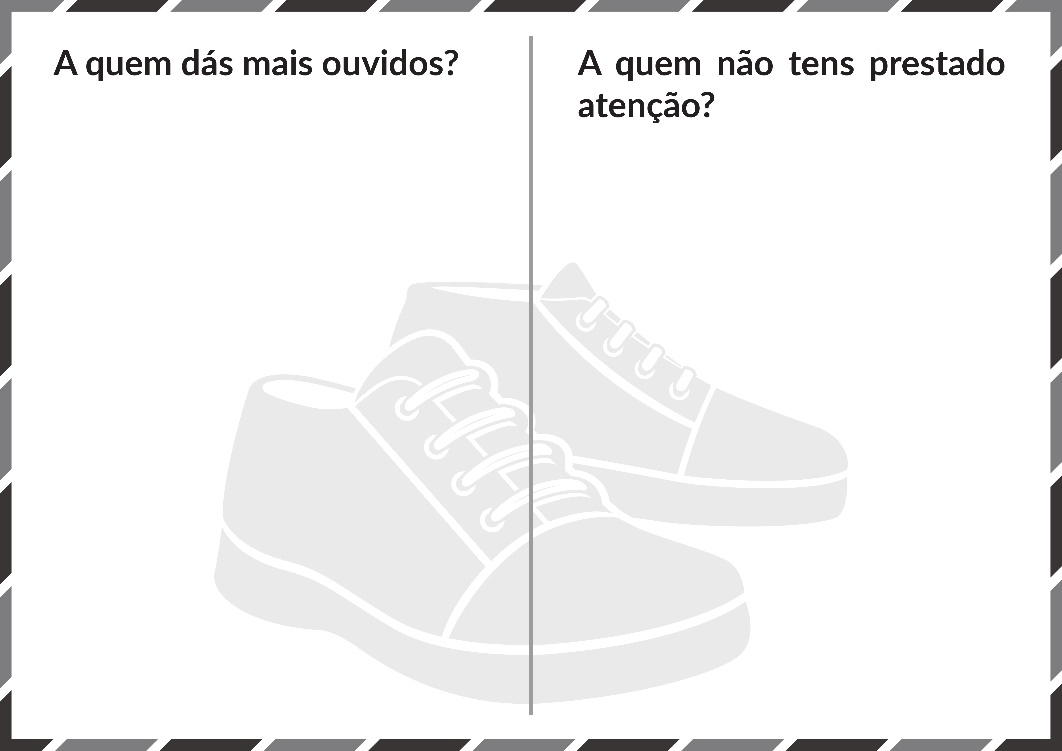 A quem dás mais ouvidos?
A quem não tens prestado
atenção?